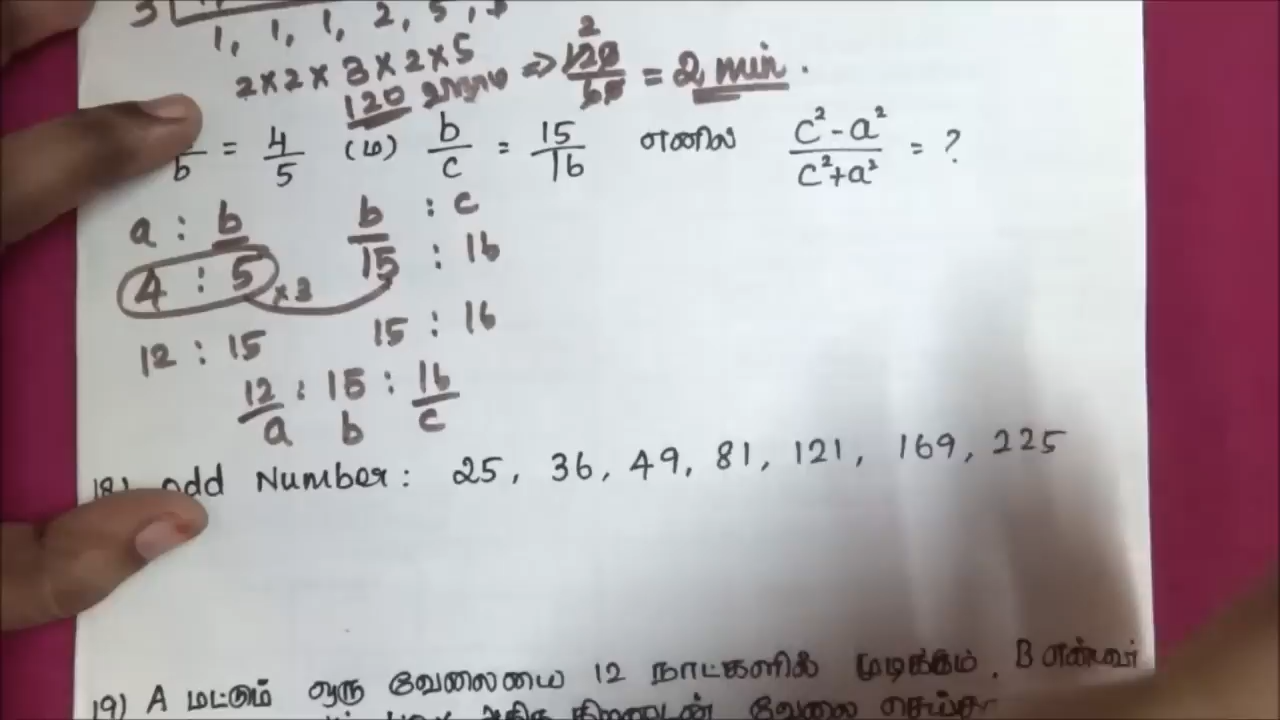 1, 1, 1, 2, 5,
2×2×3×2×5
120 ⇒ 120/60 = 2 min.
b = 4/5 (ம) b/c = 15/16 எனில் c²-a²/c²+a² = ?
a : b b : c
4 : 5 ×3 15 : 16
12 : 15 15 : 16
12 : 15 : 16
a b c
18) odd Number: 25, 36, 49, 81, 121, 169, 225
19) A மட்டும் ஒரு வேலையை 12 நாட்களில் முடிக்கும். B என்பவர்
வேலை